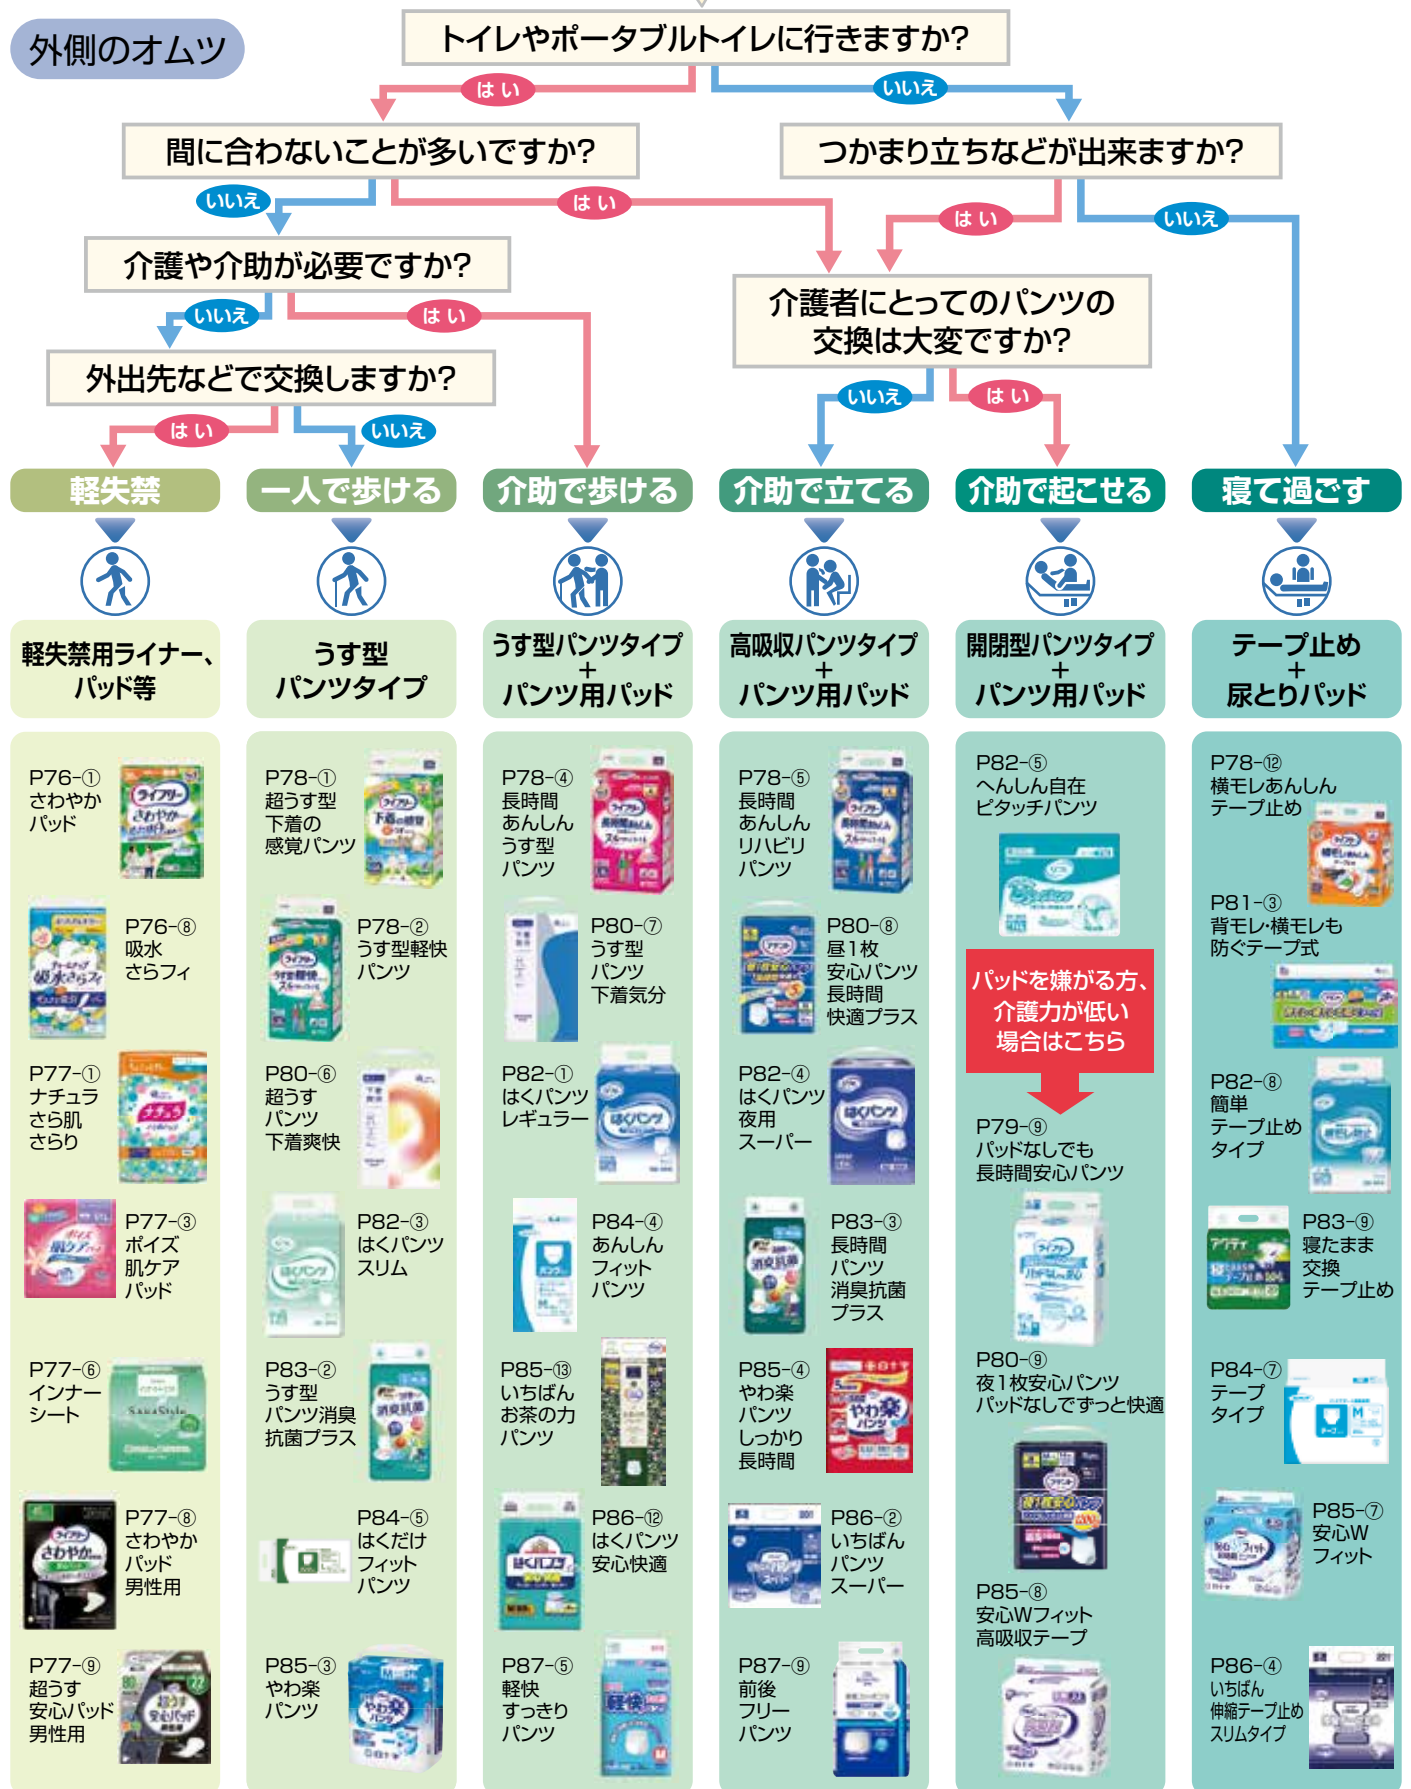 外側のオムツ
トイレやポータブルトイレに行きますか?
はい
いいえ
間に合わないことが多いですか?
つかまり立ちなどが出来ますか?
いいえ
はい
はい
いいえ
介護や介助が必要ですか?
介護者にとってのパンツの
交換は大変ですか?
いいえ
はい
外出先などで交換しますか?
いいえ
はい
はい
いいえ
軽失禁
一人で歩ける
介助で歩ける
介助で立てる
介助で起こせる
寝て過ごす
軽失禁用ライナー、
パッド等
うす型
パンツタイプ
うす型パンツタイプ
+
パンツ用パッド
高吸収パンツタイプ
+
パンツ用パッド
開閉型パンツタイプ
+
パンツ用パッド
テープ止め
+
尿とりパッド
P76-①
さわやか
パッド
P76-⑧
吸水
さらフィ
P77-①
ナチュラ
さら肌
さらり
P77-③
ポイズ
肌ケア
パッド
P77-⑥
インナー
シート
P77-⑧
さわやか
パッド
男性用
P77-⑨
超うす
安心パッド
男性用
P78-①
超うす型
下着の
感覚パンツ
P78-②
うす型軽快
パンツ
P80-⑥
超うす
パンツ
下着爽快
P82-③
はくパンツ
スリム
P83-②
うす型
パンツ消臭
抗菌プラス
P84-⑤
はくだけ
フィット
パンツ
P85-③
やわ楽
パンツ
P78-④
長時間
あんしん
うす型
パンツ
P80-⑦
うす型
パンツ
下着気分
P82-①
はくパンツ
レギュラー
P84-④
あんしん
フィット
パンツ
P85-⑬
いちばん
お茶の力
パンツ
P86-⑫
はくパンツ
安心快適
P87-⑤
軽快
すっきり
パンツ
P78-⑤
長時間
あんしん
リハビリ
パンツ
P80-⑧
昼1枚
安心パンツ
長時間
快適プラス
P82-④
はくパンツ
夜用
スーパー
P83-③
長時間
パンツ
消臭抗菌
プラス
P85-④
やわ楽
パンツ
しっかり
長時間
P86-②
いちばん
パンツ
スーパー
P87-⑨
前後
フリー
パンツ
P82-⑤
へんしん自在
ピタッチパンツ
パッドを嫌がる方、
介護力が低い
場合はこちら
P79-⑨
パッドなしでも
長時間安心パンツ
P80-⑨
夜1枚安心パンツ
パッドなしでずっと快適
P85-⑧
安心Wフィット
高吸収テープ
P78-⑫
横モレあんしん
テープ止め
P81-③
背モレ・横モレも
防ぐテープ式
P82-⑧
簡単
テープ止め
タイプ
P83-⑨
寝たまま
交換
テープ止め
P84-⑦
テープ
タイプ
P85-⑦
安心W
フィット
P86-④
いちばん
伸縮テープ止め
スリムタイプ